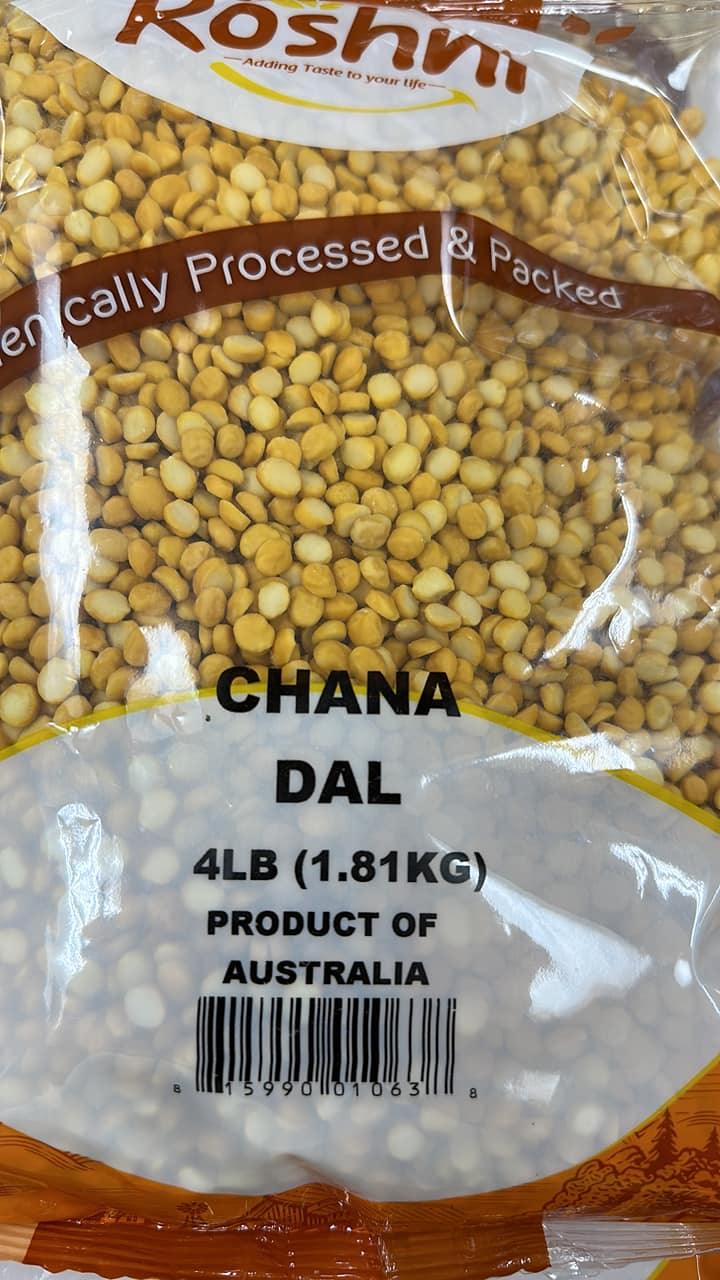 Roshni
—Adding Taste to your life—
enically Processed & Packed
CHANA
DAL
4LB (1.81KG)
PRODUCT OF
AUSTRALIA
8 15990 01063 8